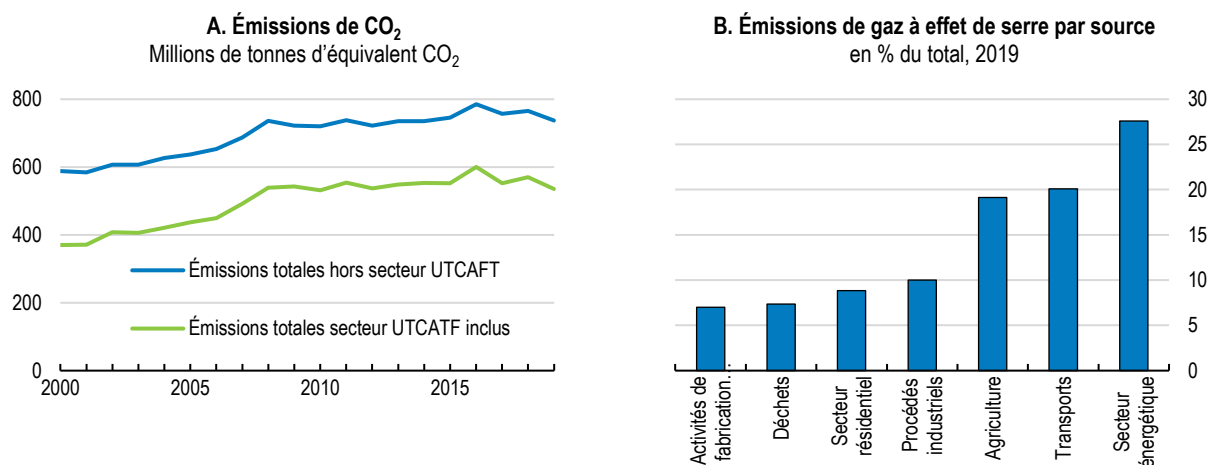 A. Émissions de CO₂
Millions de tonnes d'équivalent CO₂
800
600
400
200
0
Émissions totales hors secteur UTCAFT
Émissions totales secteur UTCATF inclus
2000
2005
2010
2015
B. Émissions de gaz à effet de serre par source
en % du total, 2019
30
25
20
15
10
5
0
Activités de
fabrication…
Déchets
Secteur
résidentiel
Procédés
industriels
Agriculture
Transports
Secteur
énergétique